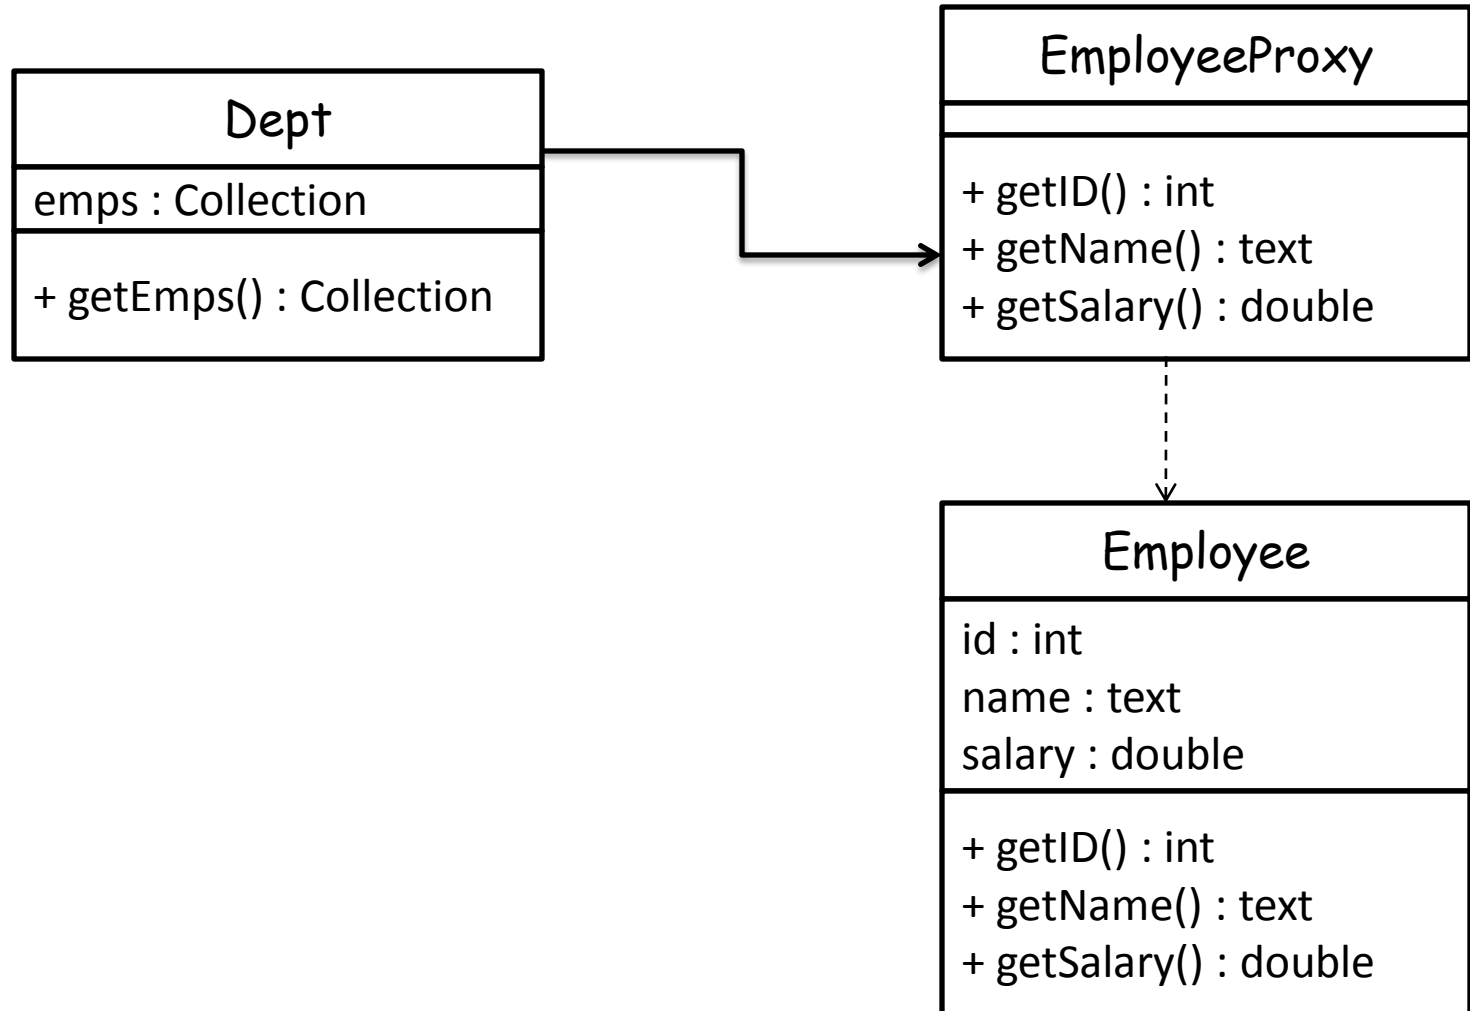 Dept
emps : Collection
+ getEmps() : Collection
EmployeeProxy
+ getID() : int
+ getName() : text
+ getSalary() : double
Employee
id : int
name : text
salary : double
+ getID() : int
+ getName() : text
+ getSalary() : double